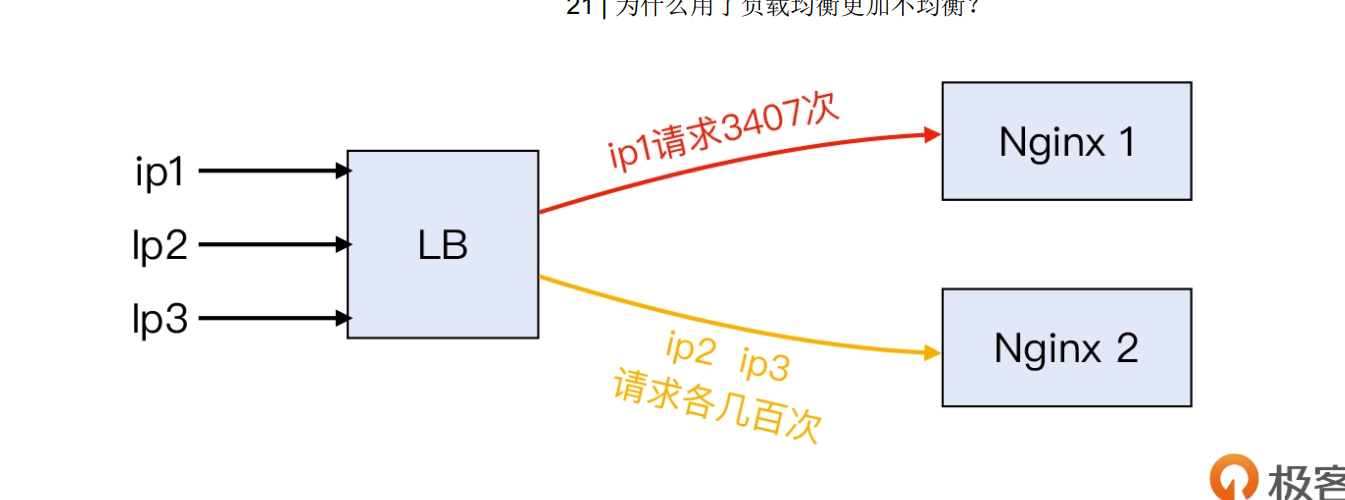 21 | 为什么用了负载均衡更加不均衡？
ip1请求3407次
Nginx 1
ip1
Ip2
LB
Ip3
ip2 ip3
请求各几百次
Nginx 2
极客